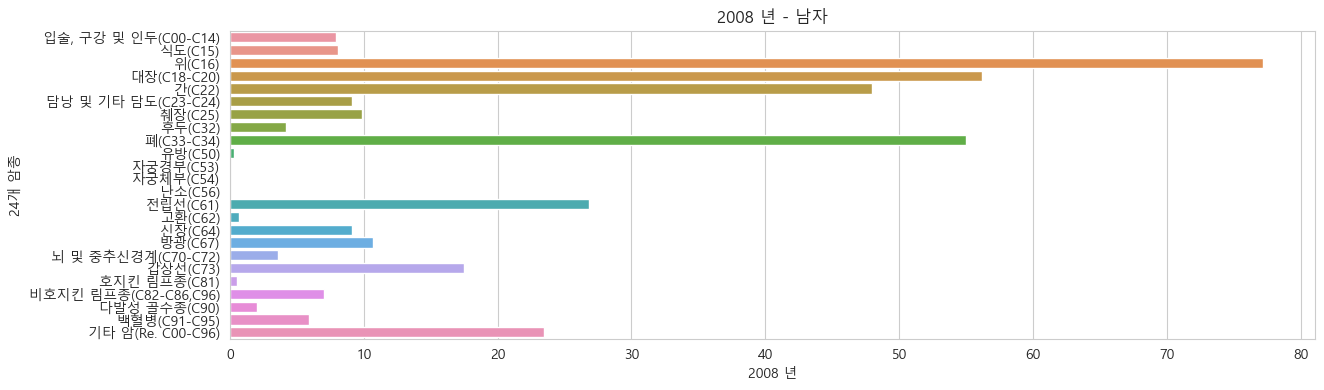 2008 년 - 남자
입술, 구강 및 인두(C00-C14)
식도(C15)
위(C16)
대장(C18-C20)
간(C22)
담낭 및 기타 담도(C23-C24)
췌장(C25)
후두(C32)
폐(C33-C34)
유방(C50)
자궁경부(C53)
자궁체부(C54)
난소(C56)
전립선(C61)
고환(C62)
신장(C64)
방광(C67)
뇌 및 중추신경계(C70-C72)
갑상선(C73)
호지킨 림프종(C81)
비호지킨 림프종(C82-C86,C96)
다발성 골수종(C90)
백혈병(C91-C95)
기타 암(Re. C00-C96)
24개 암종
0 10 20 30 40 50 60 70 80
2008 년